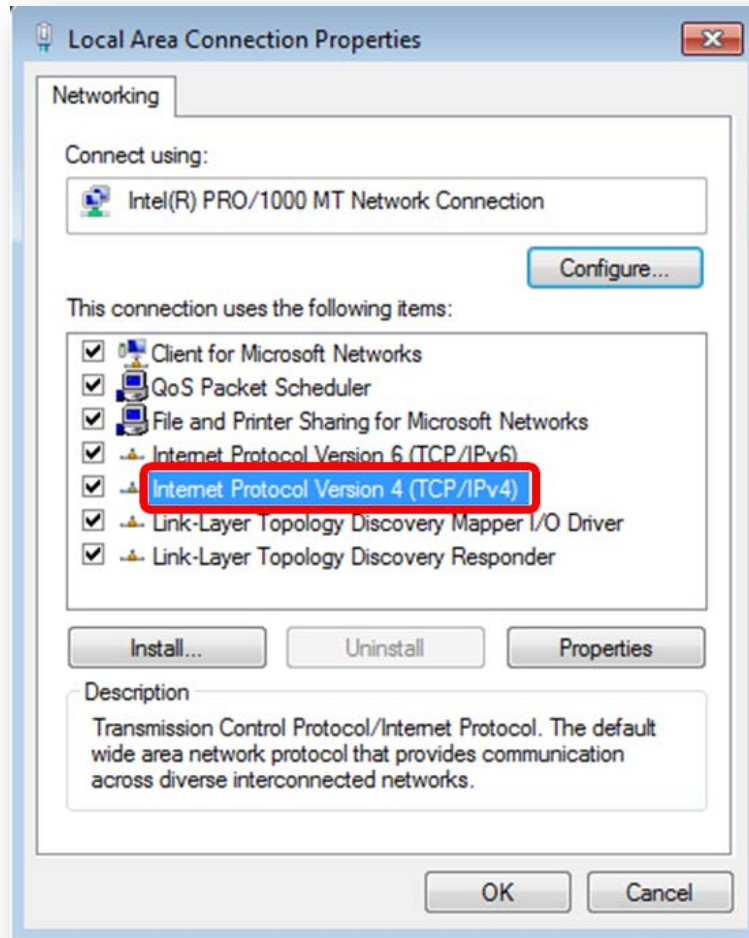 Local Area Connection Properties
Networking
Connect using:
Intel(R) PRO/1000 MT Network Connection
Configure...
This connection uses the following items:
Client for Microsoft Networks
QoS Packet Scheduler
File and Printer Sharing for Microsoft Networks
Internet Protocol Version 6 (TCP/IPv6)
Internet Protocol Version 4 (TCP/IPv4)
Link-Layer Topology Discovery Mapper I/O Driver
Link-Layer Topology Discovery Responder
Install...
Uninstall
Properties
Description
Transmission Control Protocol/Internet Protocol. The default
wide area network protocol that provides communication
across diverse interconnected networks.
OK
Cancel